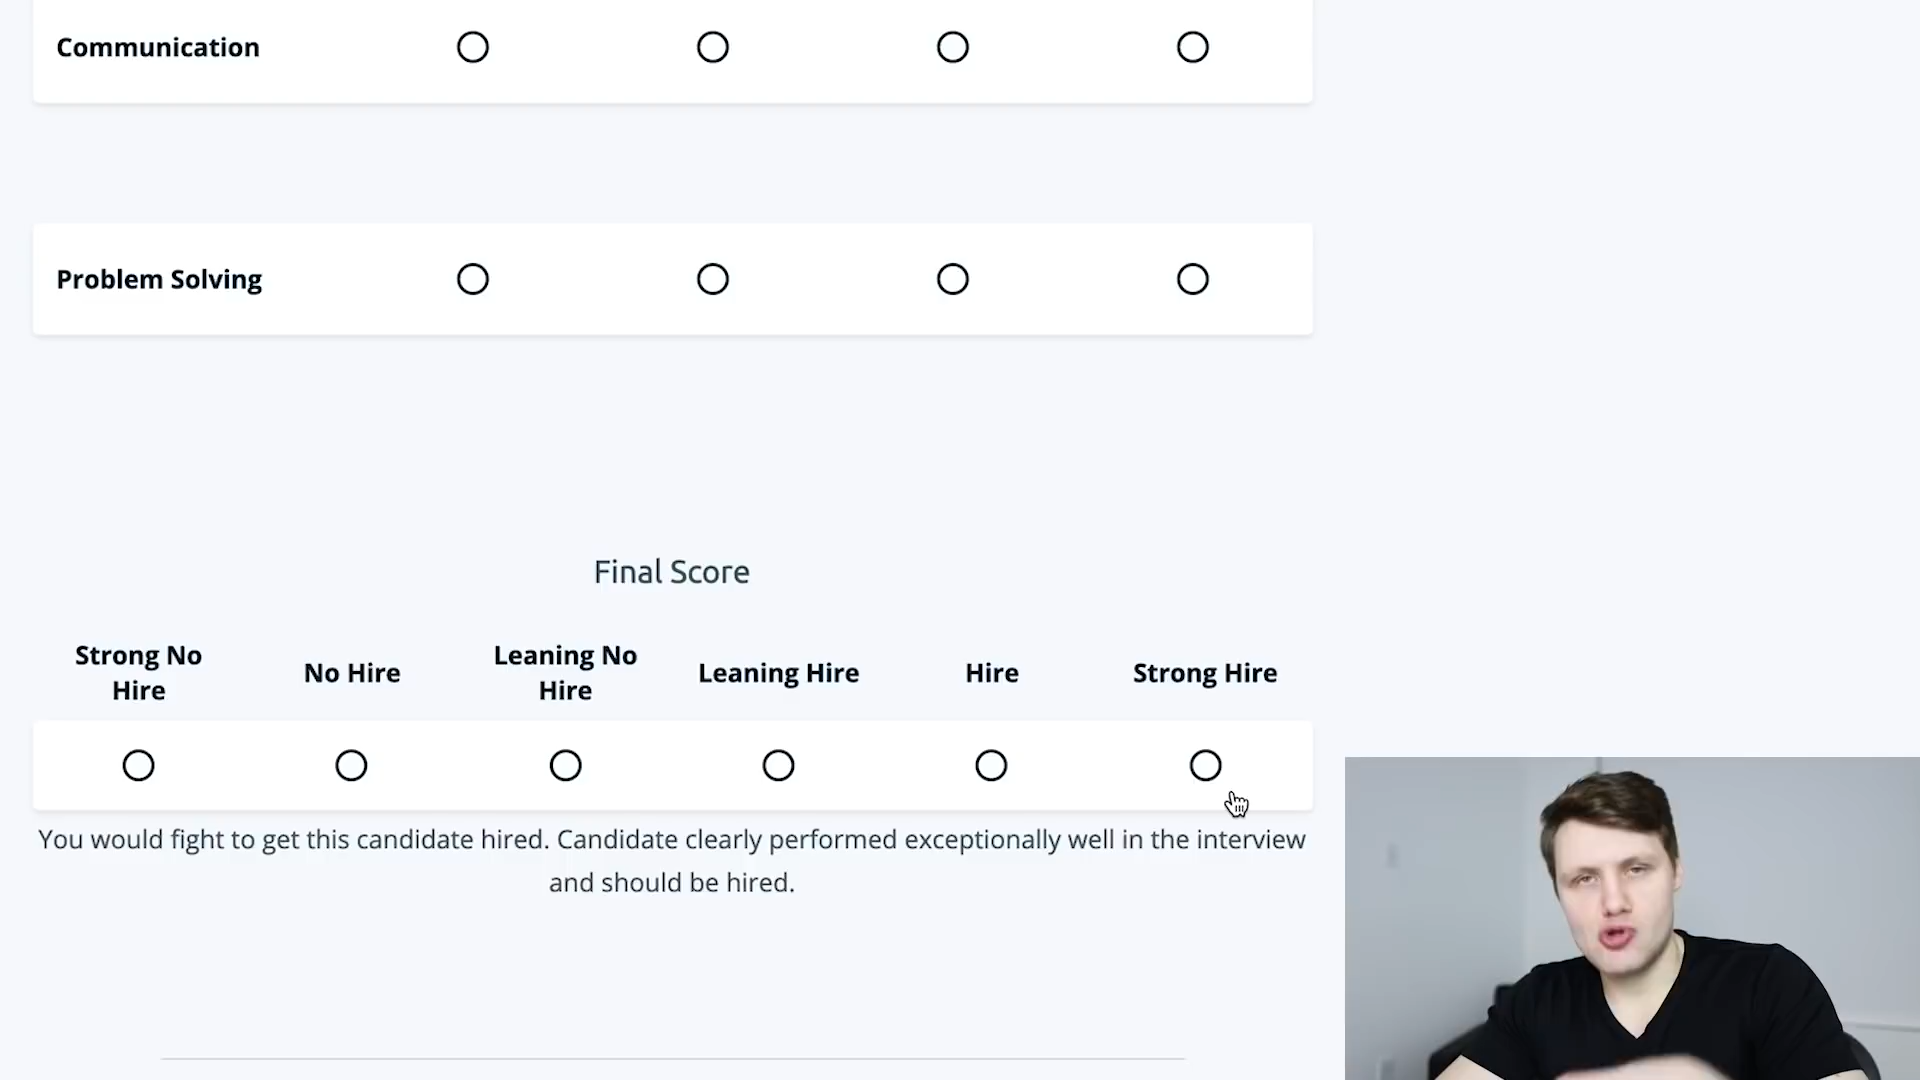 Communication
Problem Solving
Final Score
Strong No Hire
No Hire
Leaning No Hire
Leaning Hire
Hire
Strong Hire
You would fight to get this candidate hired. Candidate clearly performed exceptionally well in the interview
and should be hired.